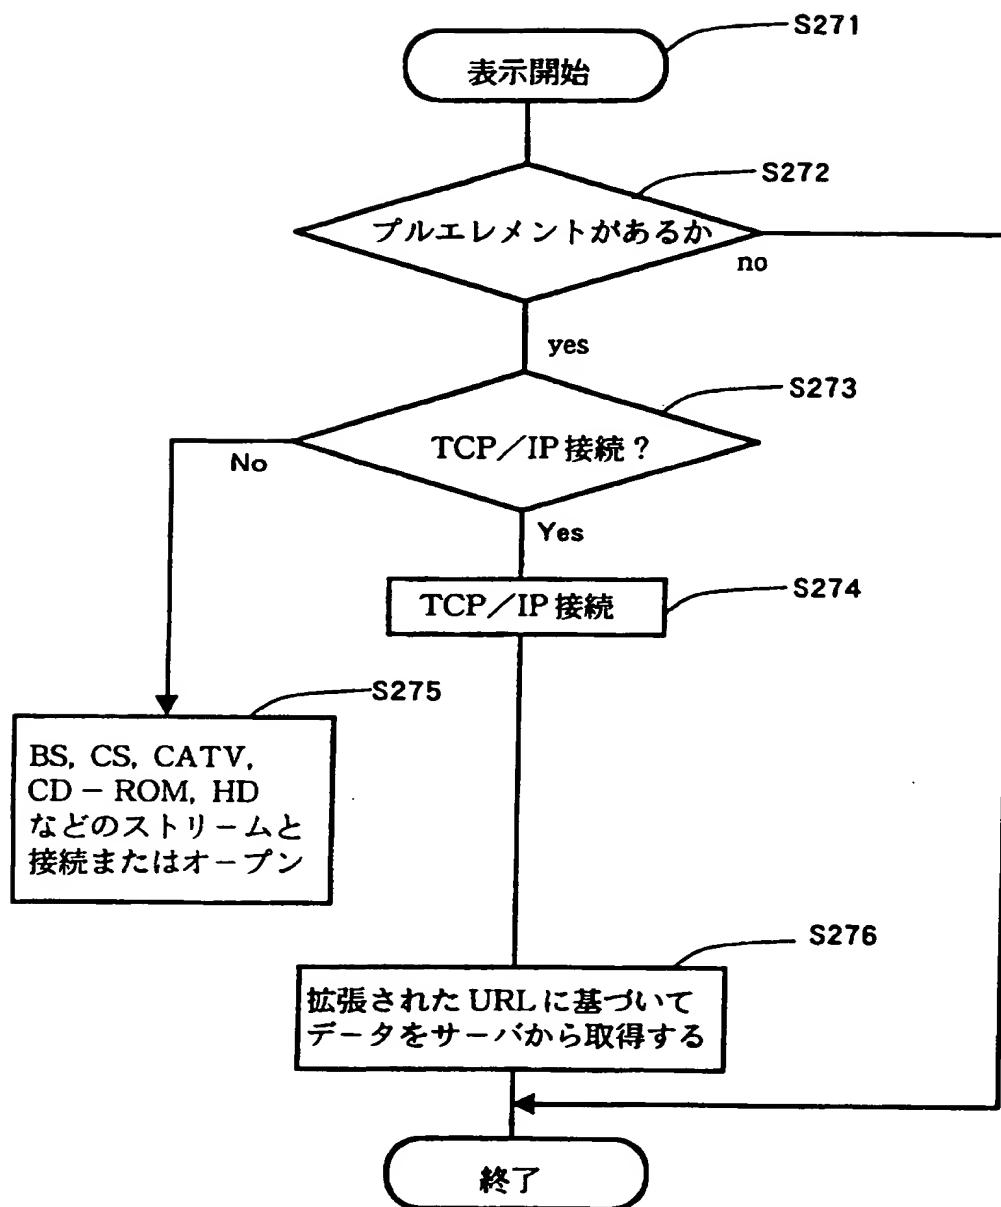 S271
表示開始
S272
プルエレメントがあるか
no
yes
S273
TCP／IP 接続？
No
Yes
S274
TCP／IP 接続
S275
BS, CS, CATV,
CD－ROM, HD
などのストリームと
接続またはオープン
S276
拡張された URL に基づいて
データをサーバから取得する
終了